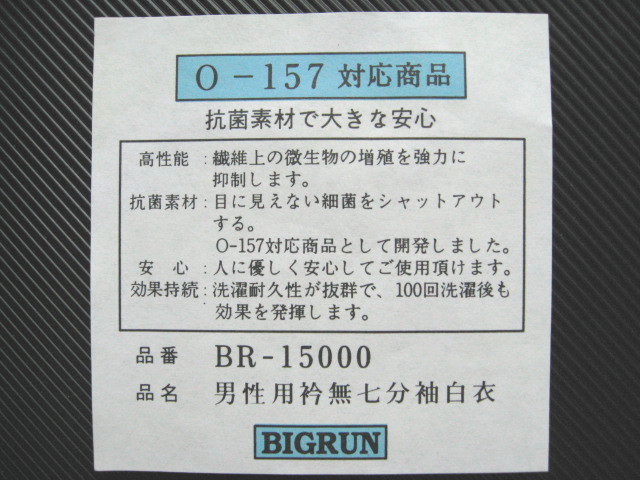 O-157 対応商品
抗菌素材で大きな安心
高性能：繊維上の微生物の増殖を強力に
抑制します。
抗菌素材：目に見えない細菌をシャットアウト
する。
O-157対応商品として開発しました。
安 心：人に優しく安心してご使用頂けます。
効果持続：洗濯耐久性が抜群で、100回洗濯後も
効果を発揮します。
品番 BR-15000
品名 男性用衿無七分袖白衣
BIGRUN